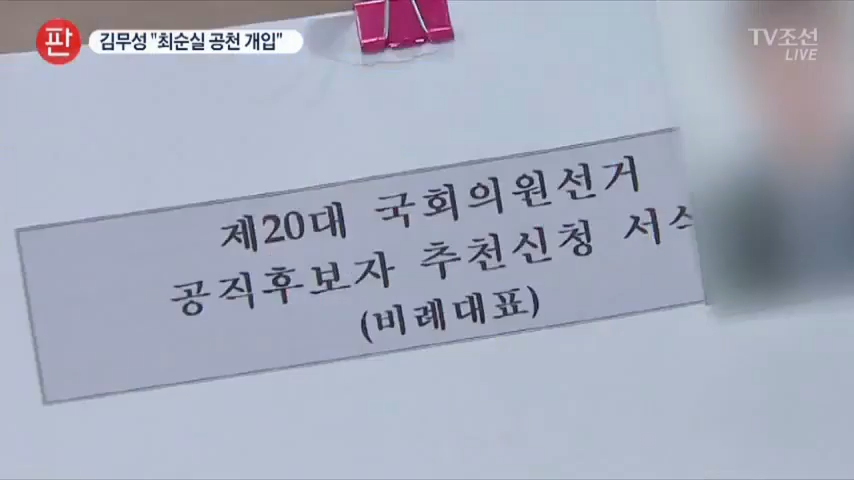 판 김무성 "최순실 공천 개입"
TV조선
LIVE
제20대 국회의원선거
공직후보자 추천신청
(비례대표)